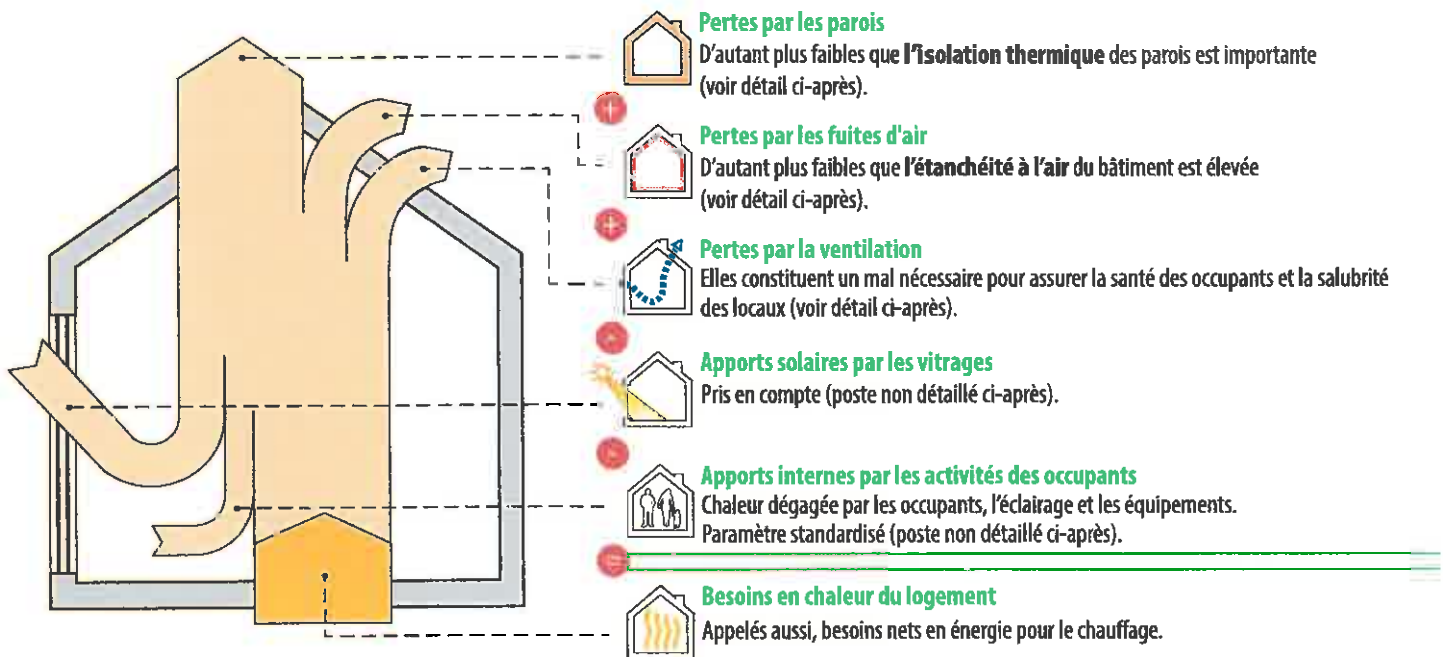 Pertes par les parois
D'autant plus faibles que l'isolation thermique des parois est importante
(voir détail ci-après).
+
Pertes par les fuites d'air
D'autant plus faibles que l'étanchéité à l'air du bâtiment est élevée
(voir détail ci-après).
+
Pertes par la ventilation
Elles constituent un mal nécessaire pour assurer la santé des occupants et la salubrité
des locaux (voir détail ci-après).
-
Apports solaires par les vitrages
Pris en compte (poste non détaillé ci-après).
-
Apports internes par les activités des occupants
Chaleur dégagée par les occupants, l'éclairage et les équipements.
Paramètre standardisé (poste non détaillé ci-après).
=
Besoins en chaleur du logement
Appelés aussi, besoins nets en énergie pour le chauffage.